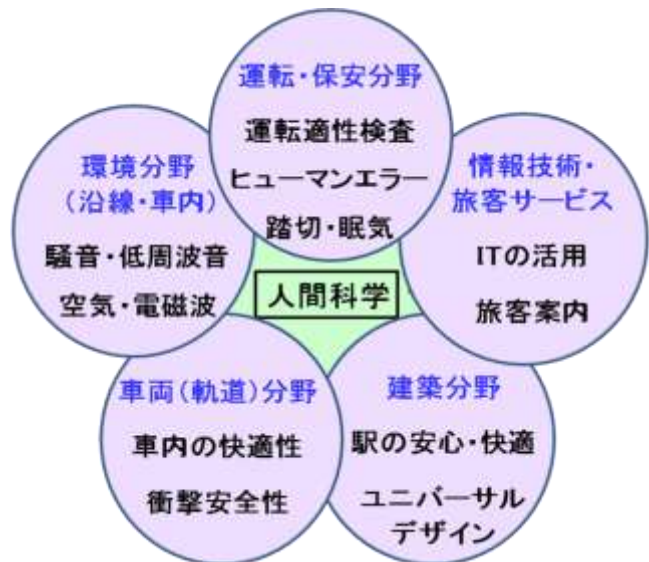 運転・保安分野
運転適性検査
ヒューマンエラー
踏切・眠気
環境分野
(沿線・車内)
騒音・低周波音
空気・電磁波
情報技術・
旅客サービス
ITの活用
旅客案内
人間科学
車両(軌道)分野
車内の快適性
衝撃安全性
建築分野
駅の安心・快適
ユニバーサル
デザイン